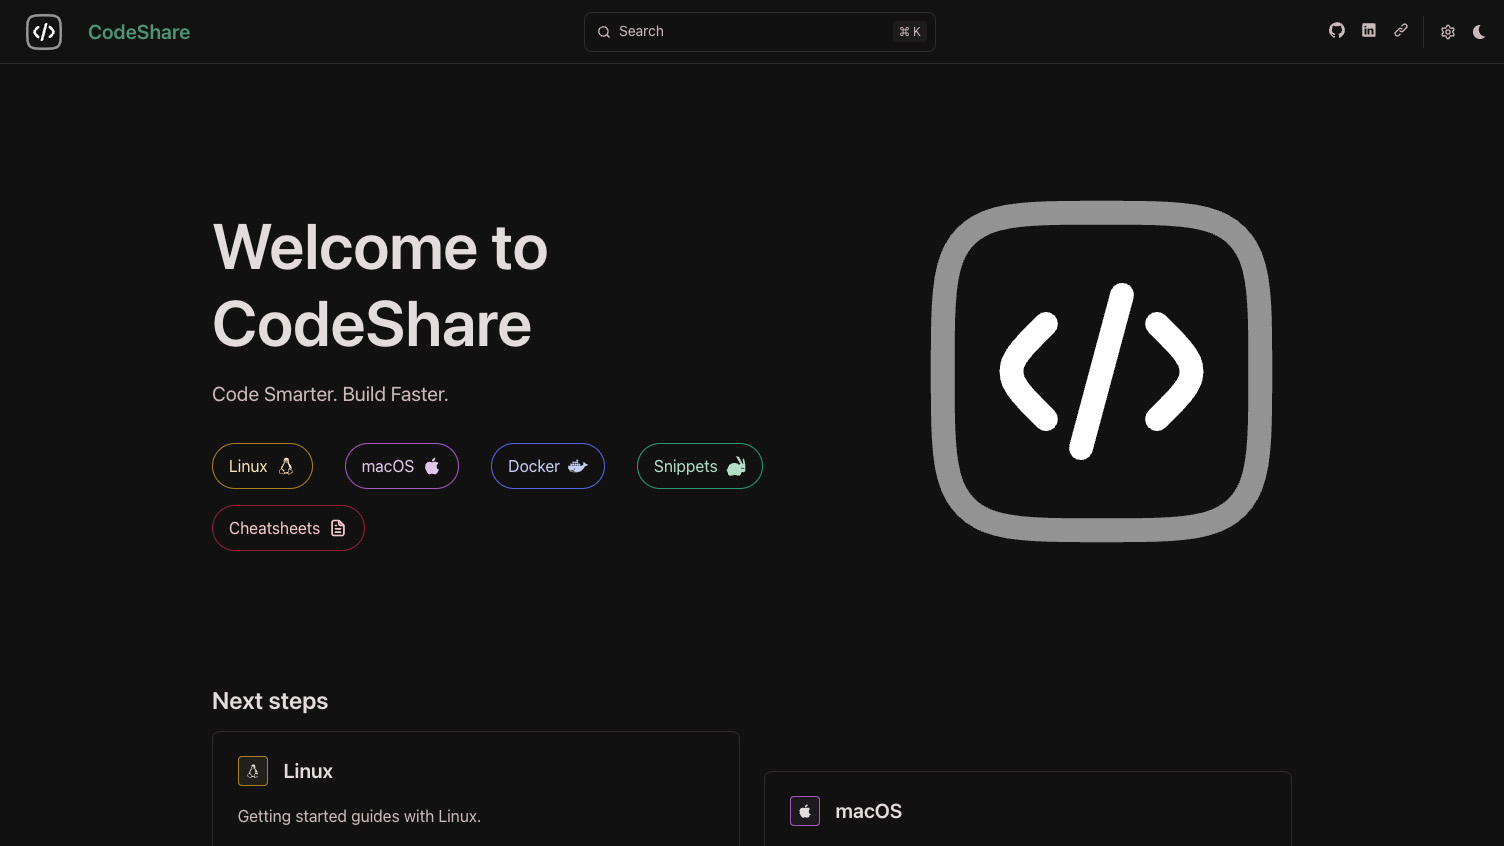 </> CodeShare
Search ⌘ K
Welcome to
CodeShare
Code Smarter. Build Faster.
Linux
macOS
Docker
Snippets
Cheatsheets
</>
Next steps
Linux
Getting started guides with Linux.
macOS